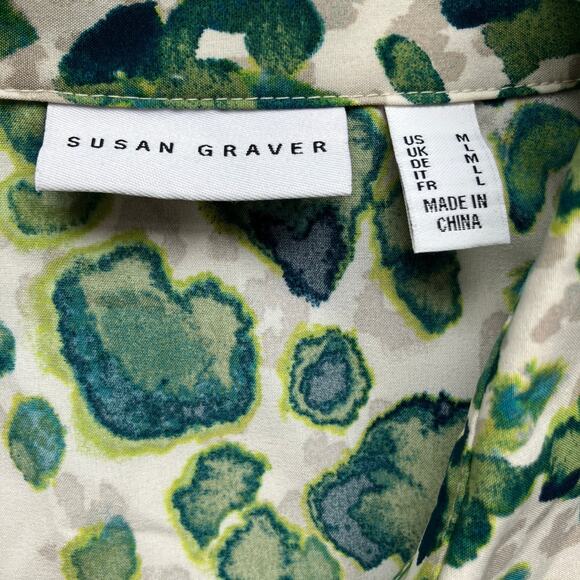 SUSAN GRAVER
US M
UK L
DE M
IT L
FR L
MADE IN
CHINA